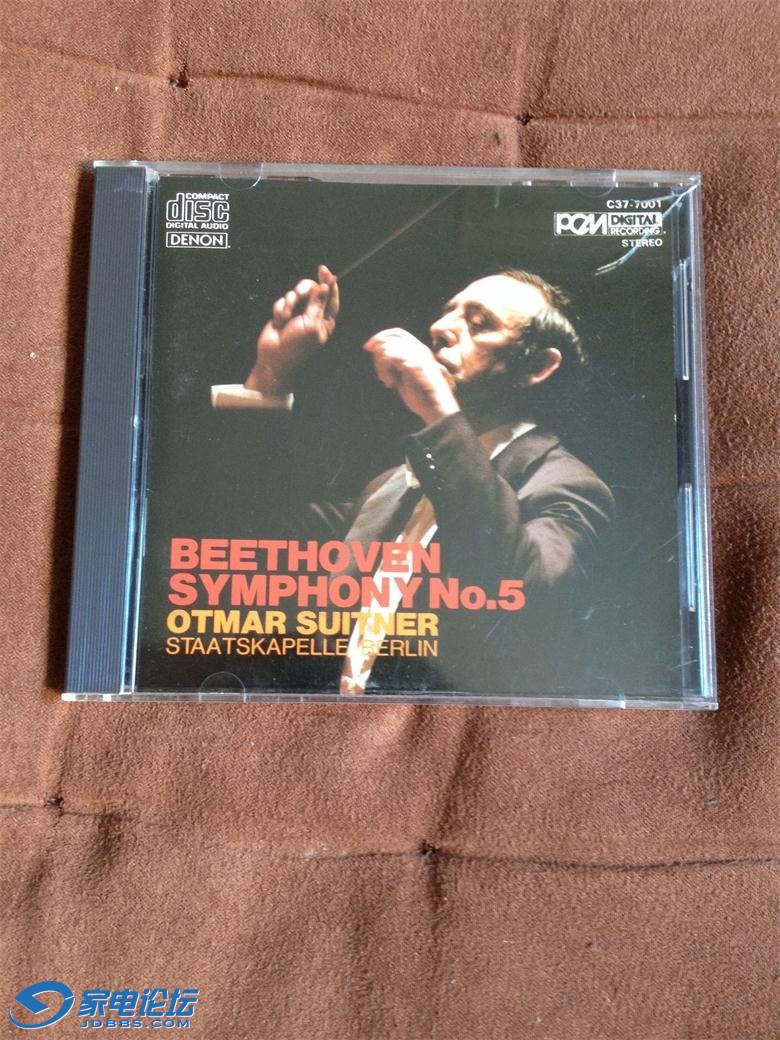 COMPACT
disc
DIGITAL AUDIO
DENON
C37-7001
PCM DIGITAL RECORDING
STEREO
BEETHOVEN
SYMPHONY No.5
OTMAR SUITNER
STAATSKAPELLE BERLIN
家电论坛
JDBBS.COM